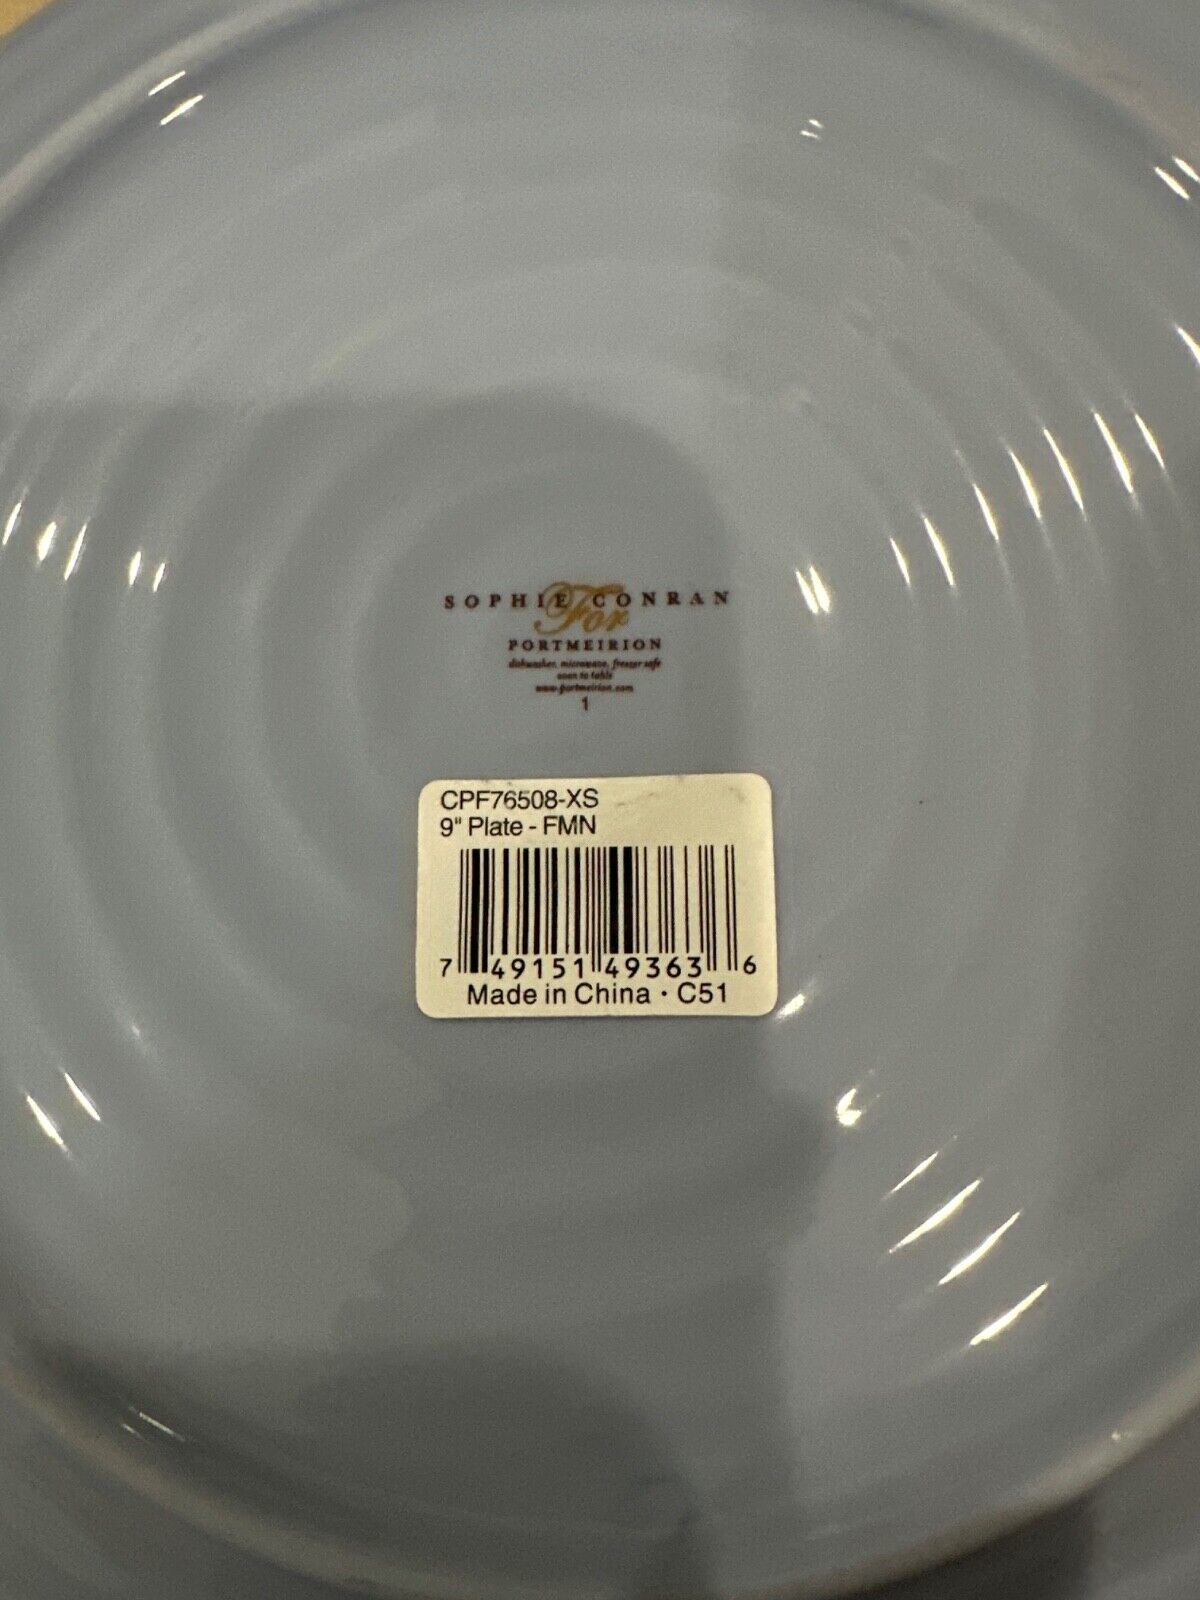 SOPHIE CONRAN
For
PORTMEIRION
dishwasher, microwave, freezer safe
oven to table
www.portmeirion.com
1
CPF76508-XS
9" Plate - FMN
7 49151 49363 6
Made in China · C51